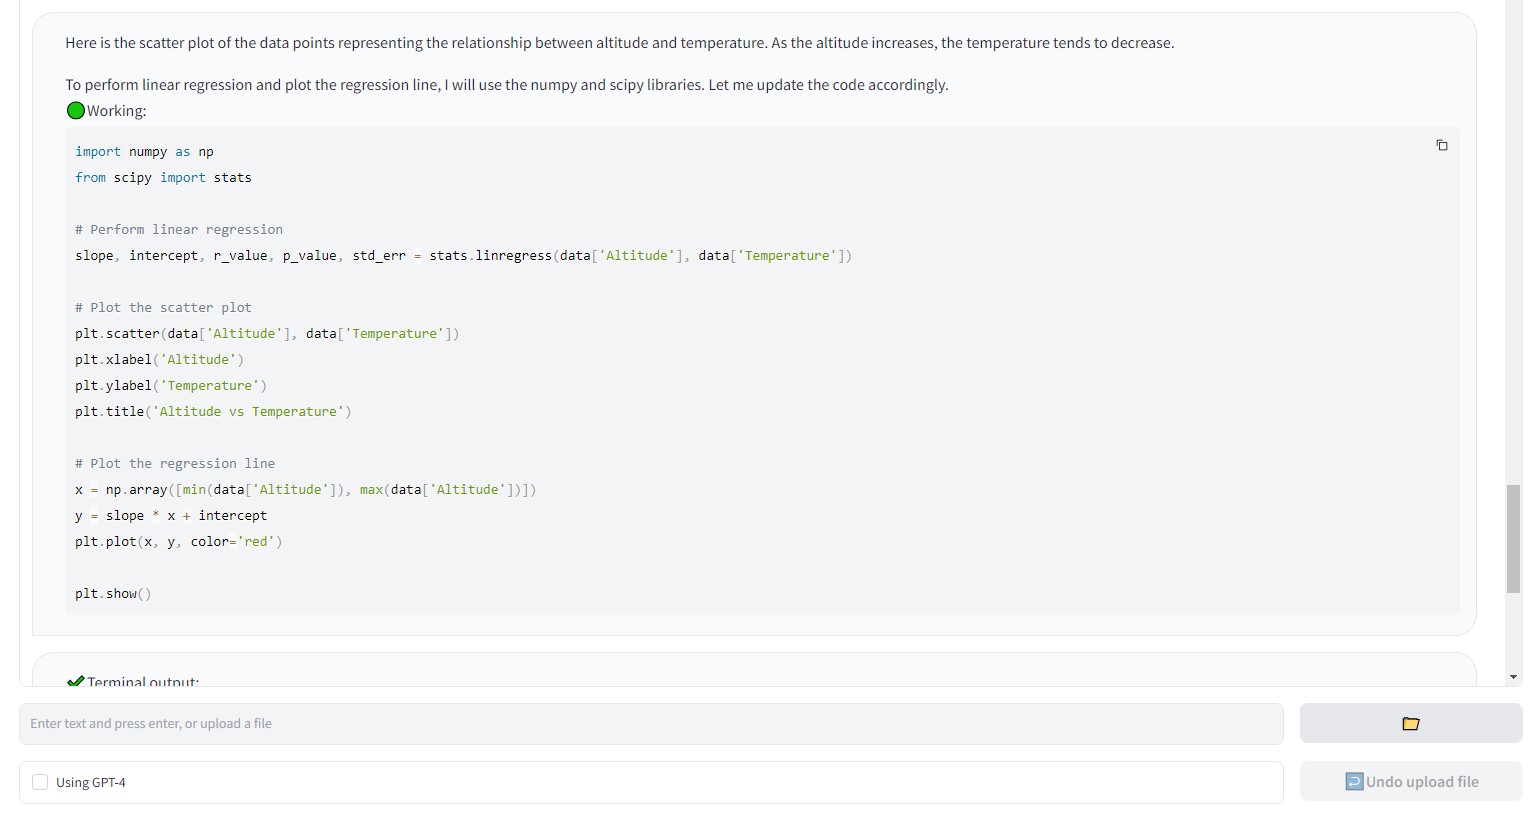 Here is the scatter plot of the data points representing the relationship between altitude and temperature. As the altitude increases, the temperature tends to decrease.
To perform linear regression and plot the regression line, I will use the numpy and scipy libraries. Let me update the code accordingly.
Working:
import numpy as np
from scipy import stats
# Perform linear regression
slope, intercept, r_value, p_value, std_err = stats.linregress(data['Altitude'], data['Temperature'])
# Plot the scatter plot
plt.scatter(data['Altitude'], data['Temperature'])
plt.xlabel('Altitude')
plt.ylabel('Temperature')
plt.title('Altitude vs Temperature')
# Plot the regression line
x = np.array([min(data['Altitude']), max(data['Altitude'])])
y = slope * x + intercept
plt.plot(x, y, color='red')
plt.show()
Terminal output:
Enter text and press enter, or upload a file
Using GPT-4
Undo upload file